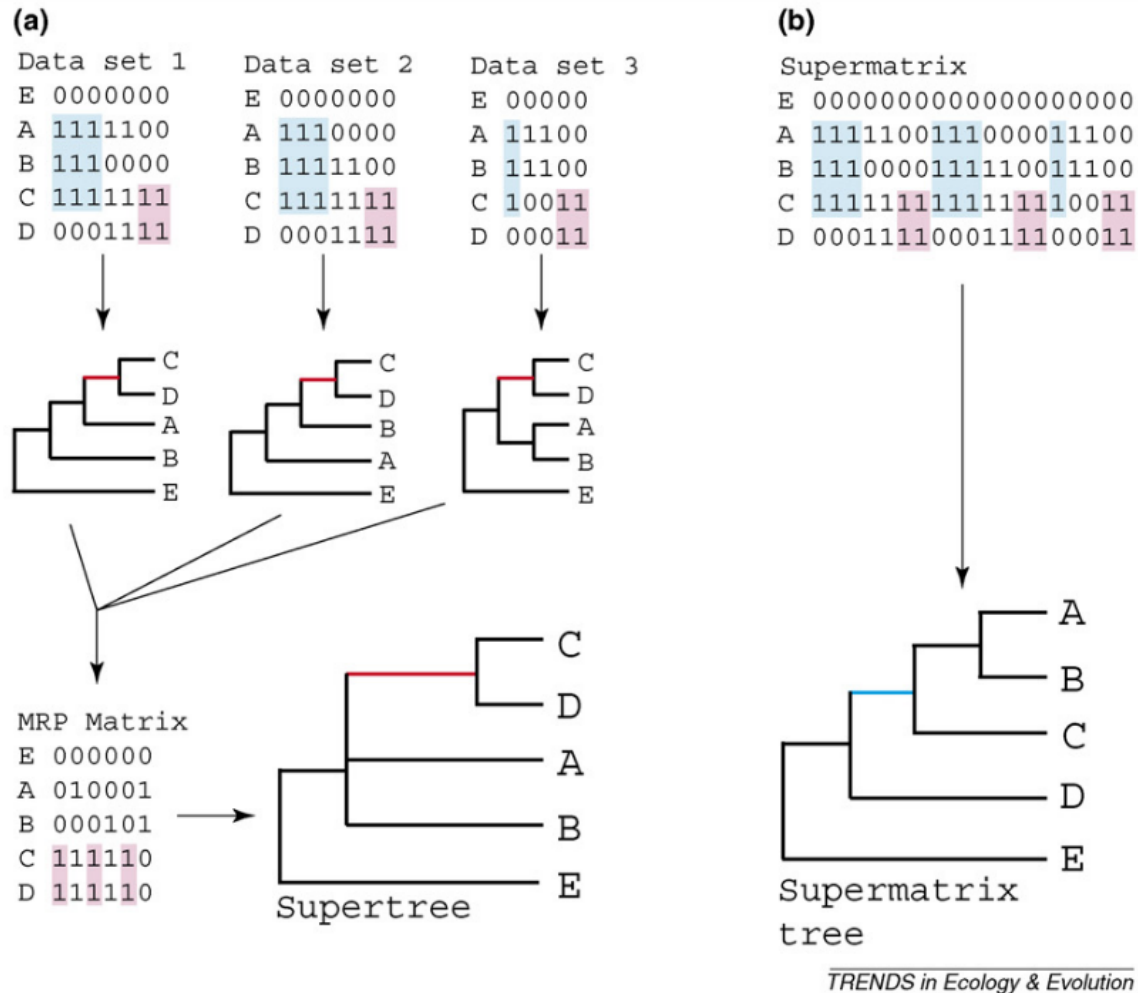 (a)
Data set 1
E 0000000
A 1111100
B 1110000
C 1111111
D 0001111
Data set 2
E 0000000
A 1110000
B 1111100
C 1111111
D 0001111
Data set 3
E 00000
A 11100
B 11100
C 10011
D 00011
C
D
A
B
E
C
D
B
A
E
C
D
A
B
E
MRP Matrix
E 000000
A 010001
B 000101
C 111110
D 111110
C
D
A
B
E
Supertree
(b)
Supermatrix
E 0000000000000000000
A 1111100111000011100
B 1110000111110011100
C 1111111111111110011
D 0001111000111100011
A
B
C
D
E
Supermatrix
tree
TRENDS in Ecology & Evolution